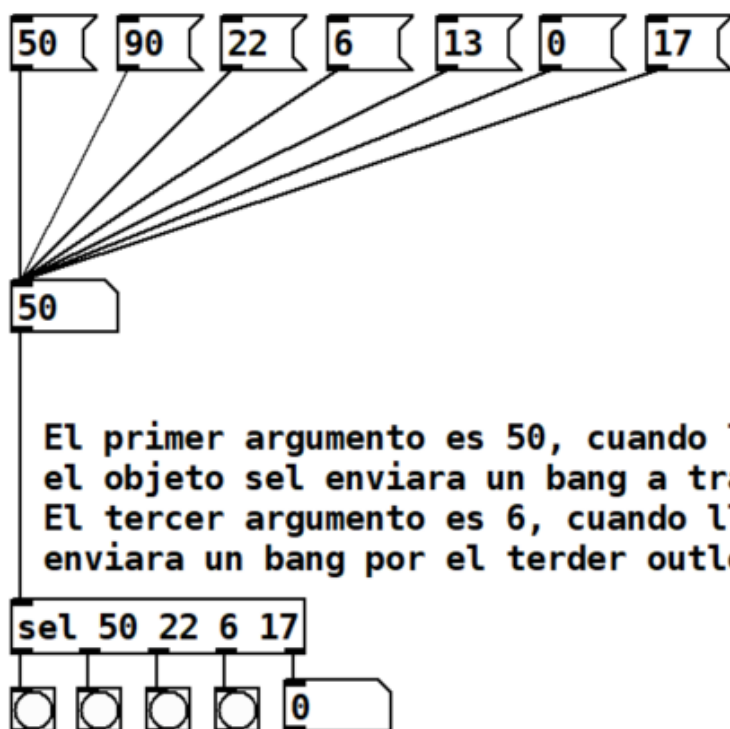 50 90 22 6 13 0 17
50
El primer argumento es 50, cuando
el objeto sel enviara un bang a
El tercer argumento es 6, cuando
enviara un bang por el terder
sel 50 22 6 17
0